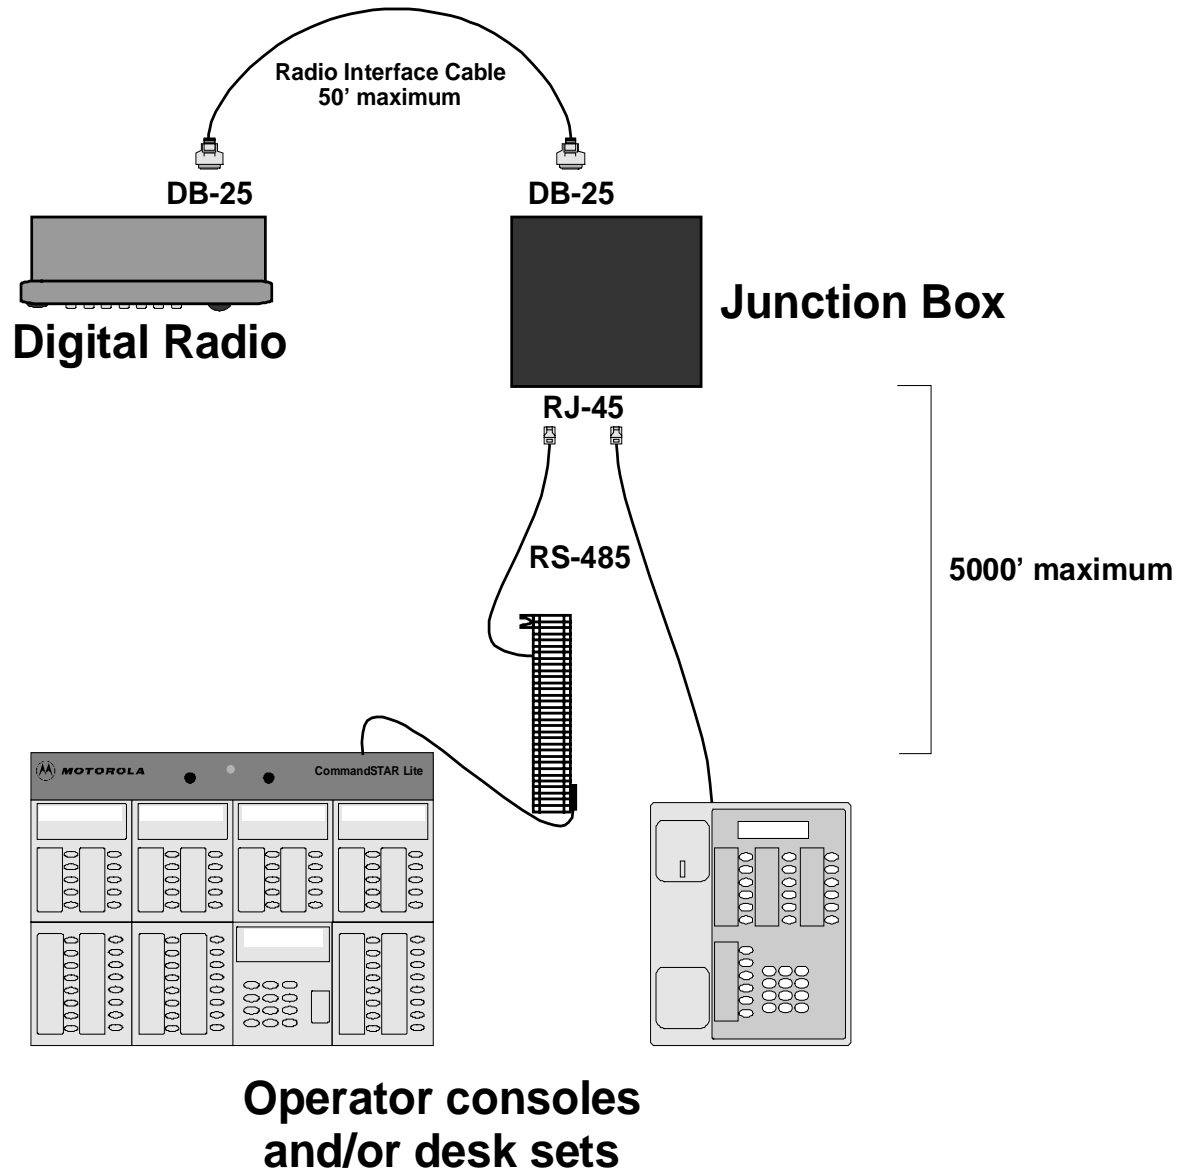 Radio Interface Cable
50’ maximum
DB-25
DB-25
Digital Radio
Junction Box
RJ-45
RS-485
5000’ maximum
MOTOROLA
CommandSTAR Lite
Operator consoles
and/or desk sets